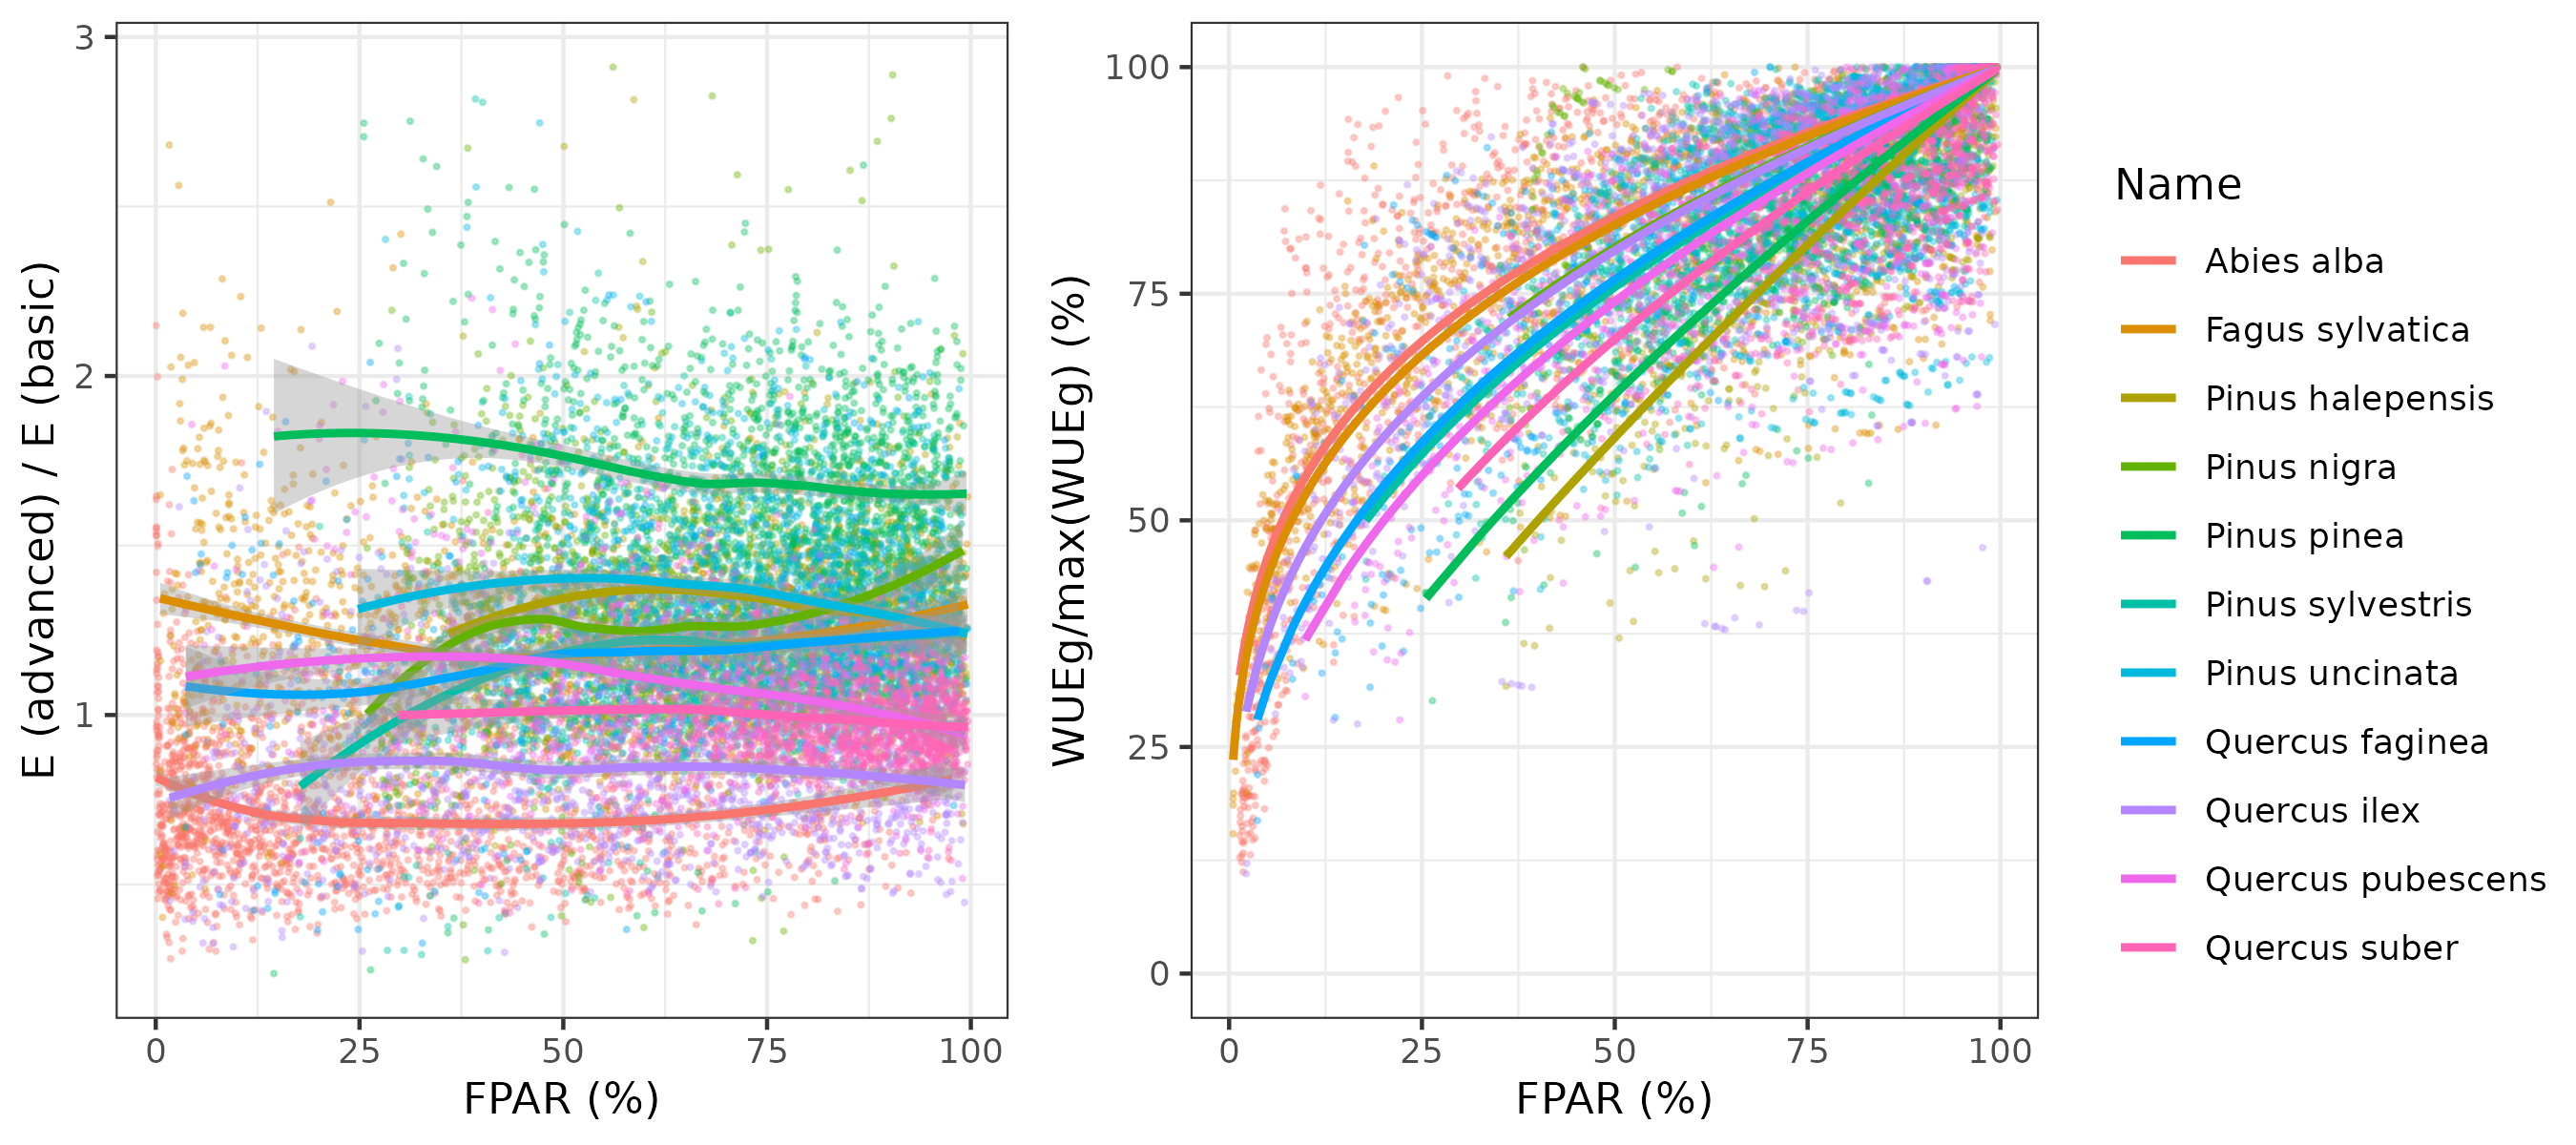 E (advanced) / E (basic)
3
2
1
0
25
50
75
100
FPAR (%)
WUEg/max(WUEg) (%)
100
75
50
25
0
0
25
50
75
100
FPAR (%)
Name
Abies alba
Fagus sylvatica
Pinus halepensis
Pinus nigra
Pinus pinea
Pinus sylvestris
Pinus uncinata
Quercus faginea
Quercus ilex
Quercus pubescens
Quercus suber